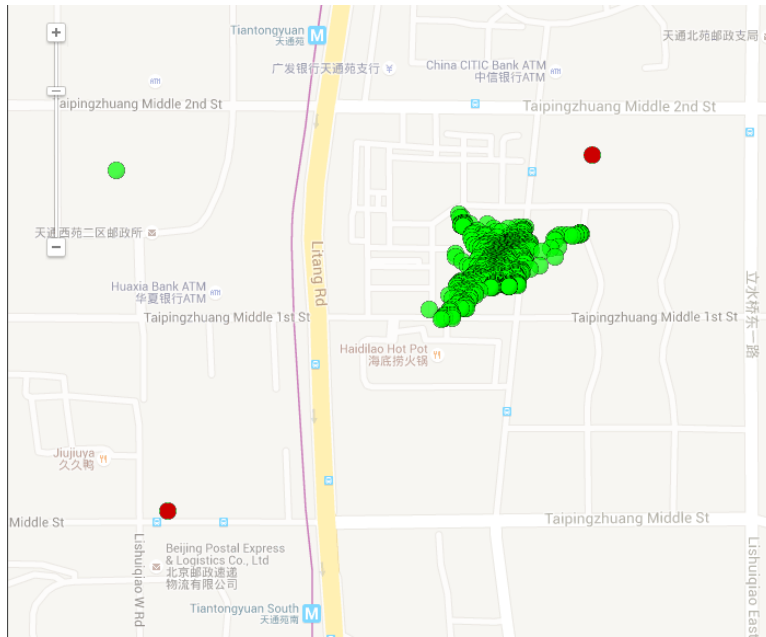 Tiantongyuan
天通苑
M
天通北苑邮政支局
广发银行天通苑支行
China CITIC Bank ATM
中信银行ATM
ATM
ATM
Taipingzhuang Middle 2nd St
Taipingzhuang Middle 2nd St
天通西苑二区邮政所
Litang Rd
Huaxia Bank ATM
华夏银行ATM
ATM
立水桥东一路
Taipingzhuang Middle 1st St
Taipingzhuang Middle 1st St
Haidilao Hot Pot
海底捞火锅
Jiujiuya
久久鸭
Middle St
Taipingzhuang Middle St
Lishuiqiao W Rd
Beijing Postal Express
& Logistics Co., Ltd
北京邮政速递
物流有限公司
Lishuiqiao East
Tiantongyuan South
天通苑南
M